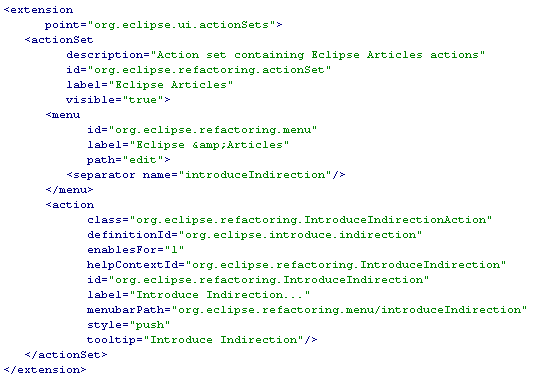 <extension
point="org.eclipse.ui.actionSets">
<actionSet
description="Action set containing Eclipse Articles actions"
id="org.eclipse.refactoring.actionSet"
label="Eclipse Articles"
visible="true">
<menu
id="org.eclipse.refactoring.menu"
label="Eclipse &amp;Articles"
path="edit">
<separator name="introduceIndirection"/>
</menu>
<action
class="org.eclipse.refactoring.IntroduceIndirectionAction"
definitionId="org.eclipse.introduce.indirection"
enablesFor="1"
helpContextId="org.eclipse.refactoring.IntroduceIndirection"
id="org.eclipse.refactoring.IntroduceIndirection"
label="Introduce Indirection..."
menubarPath="org.eclipse.refactoring.menu/introduceIndirection"
style="push"
tooltip="Introduce Indirection"/>
</actionSet>
</extension>